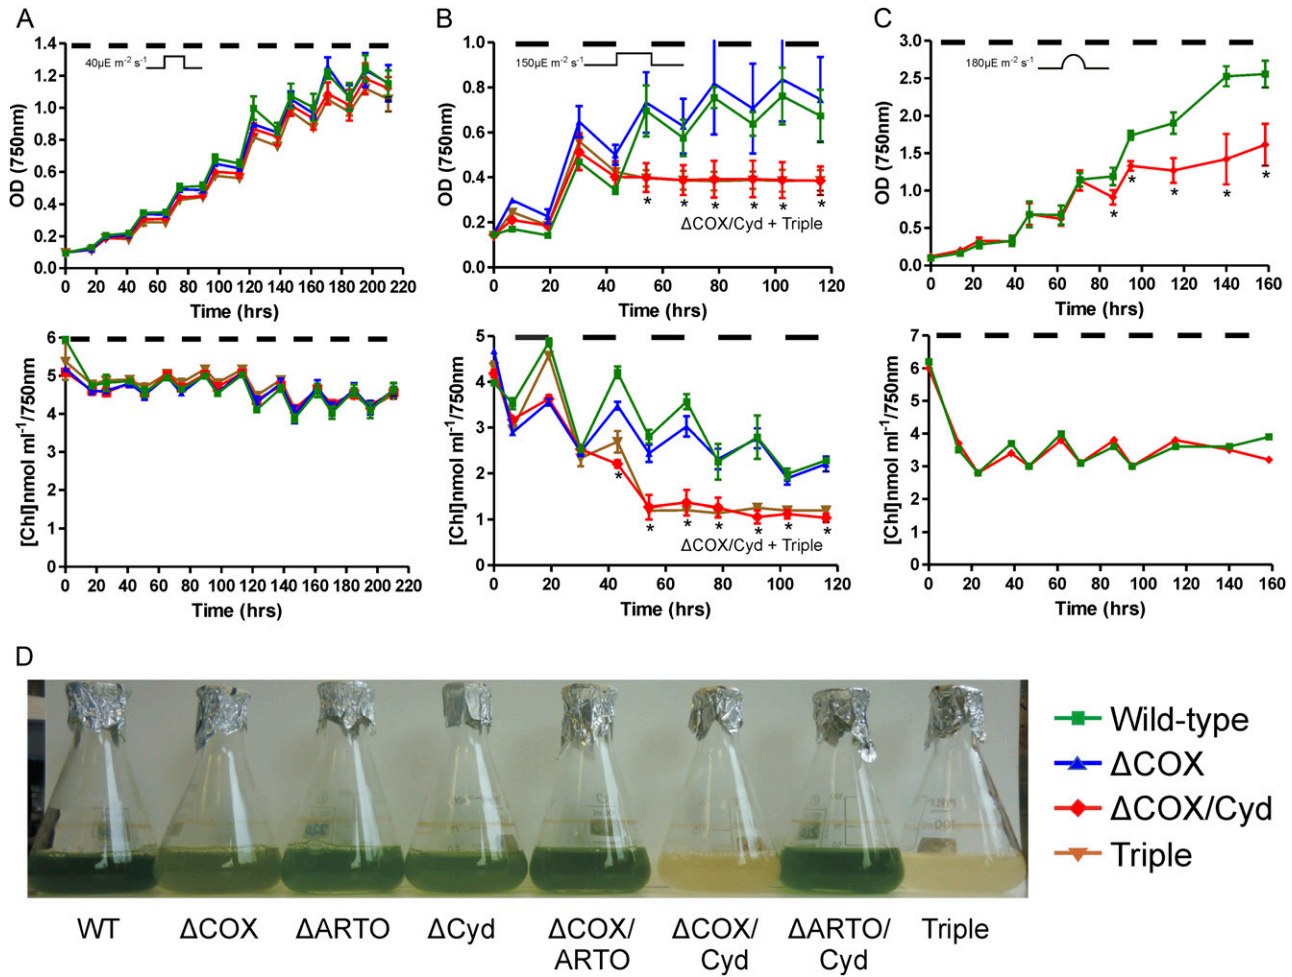 A
40µE m⁻² s⁻¹
OD (750nm)
1.4
1.2
1.0
0.8
0.6
0.4
0.2
0.0
0 20 40 60 80 100 120 140 160 180 200 220
Time (hrs)
B
150µE m⁻² s⁻¹
OD (750nm)
1.0
0.8
0.6
0.4
0.2
0.0
* * * * * *
ΔCOX/Cyd + Triple
0 20 40 60 80 100 120
Time (hrs)
C
180µE m⁻² s⁻¹
OD (750nm)
3.0
2.5
2.0
1.5
1.0
0.5
0.0
* * * * *
0 20 40 60 80 100 120 140 160
Time (hrs)
[Chl]nmol ml⁻¹/750nm
6
5
4
3
2
1
0
0 20 40 60 80 100 120 140 160 180 200 220
Time (hrs)
[Chl]nmol ml⁻¹/750nm
5
4
3
2
1
0
* * * * * * *
ΔCOX/Cyd + Triple
0 20 40 60 80 100 120
Time (hrs)
[Chl]nmol ml⁻¹/750nm
7
6
5
4
3
2
1
0
0 20 40 60 80 100 120 140 160
Time (hrs)
D
WT
ΔCOX
ΔARTO
ΔCyd
ΔCOX/
ARTO
ΔCOX/
Cyd
ΔARTO/
Cyd
Triple
Wild-type
ΔCOX
ΔCOX/Cyd
Triple